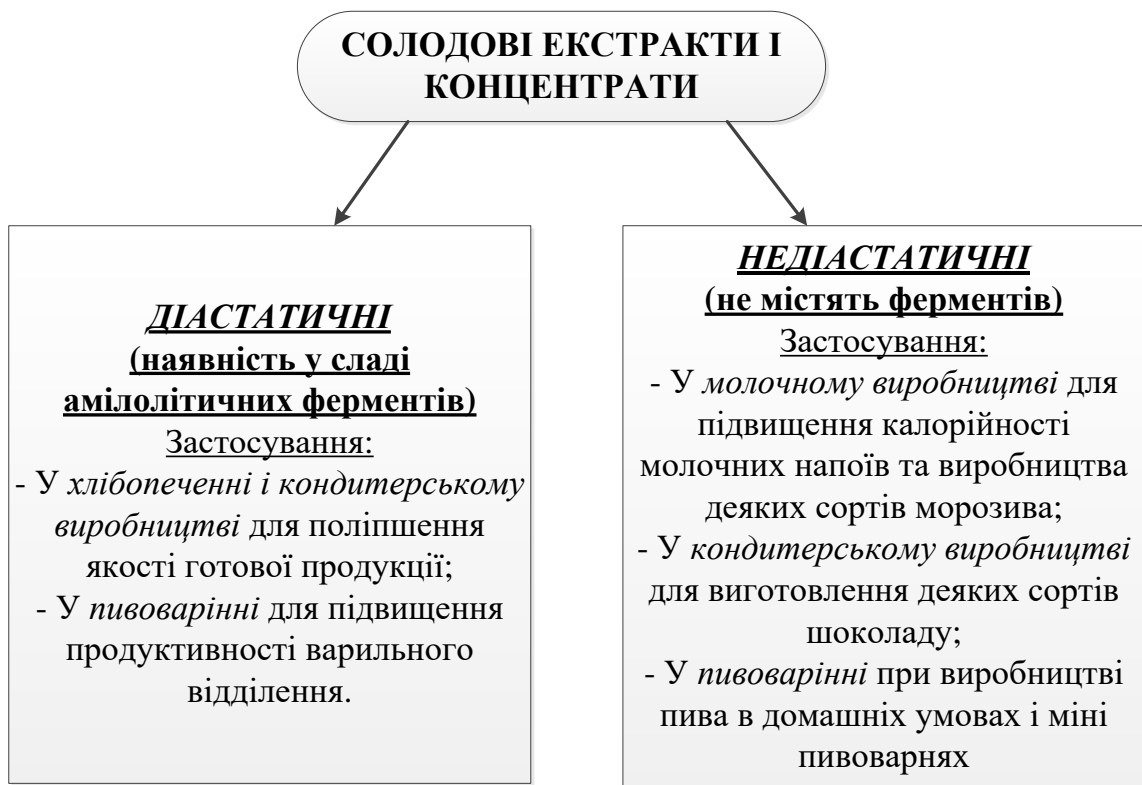 СОЛОДОВІ ЕКСТРАКТИ І
КОНЦЕНТРАТИ
ДІАСТАТИЧНІ
(наявність у сладі
амілолітичних ферментів)
Застосування:
- У хлібопеченні і кондитерському
виробництві для поліпшення
якості готової продукції;
- У пивоварінні для підвищення
продуктивності варильного
відділення.
НЕДІАСТАТИЧНІ
(не містять ферментів)
Застосування:
- У молочному виробництві для
підвищення калорійності
молочних напоїв та виробництва
деяких сортів морозива;
- У кондитерському виробництві
для виготовлення деяких сортів
шоколаду;
- У пивоварінні при виробництві
пива в домашніх умовах і міні
пивоварнях